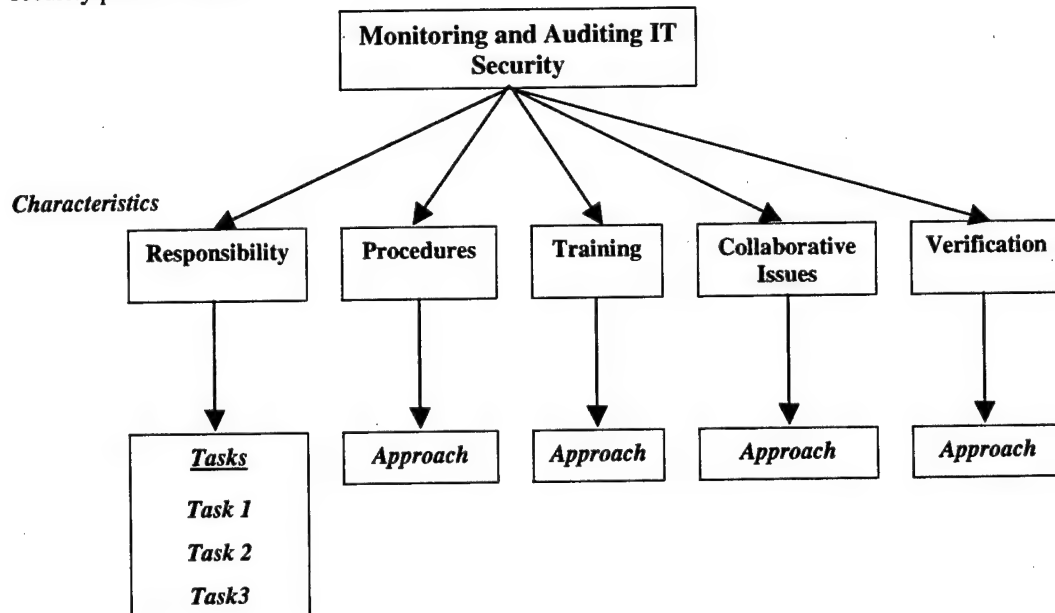 Monitoring and Auditing IT
Security
Characteristics
Responsibility
Procedures
Training
Collaborative
Issues
Verification
Tasks
Task 1
Task 2
Task3
Approach
Approach
Approach
Approach